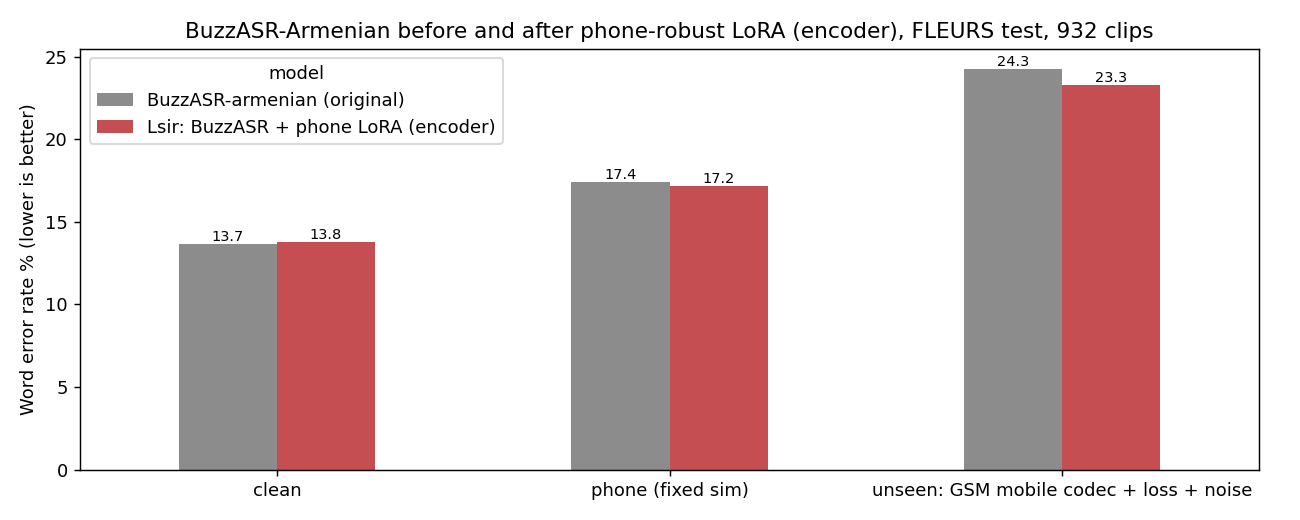 BuzzASR-Armenian before and after phone-robust LoRA (encoder), FLEURS test, 932 clips
Word error rate % (lower is better)
25
20
15
10
5
0
model
BuzzASR-armenian (original)
Lsir: BuzzASR + phone LoRA (encoder)
13.7
13.8
17.4
17.2
24.3
23.3
clean
phone (fixed sim)
unseen: GSM mobile codec + loss + noise